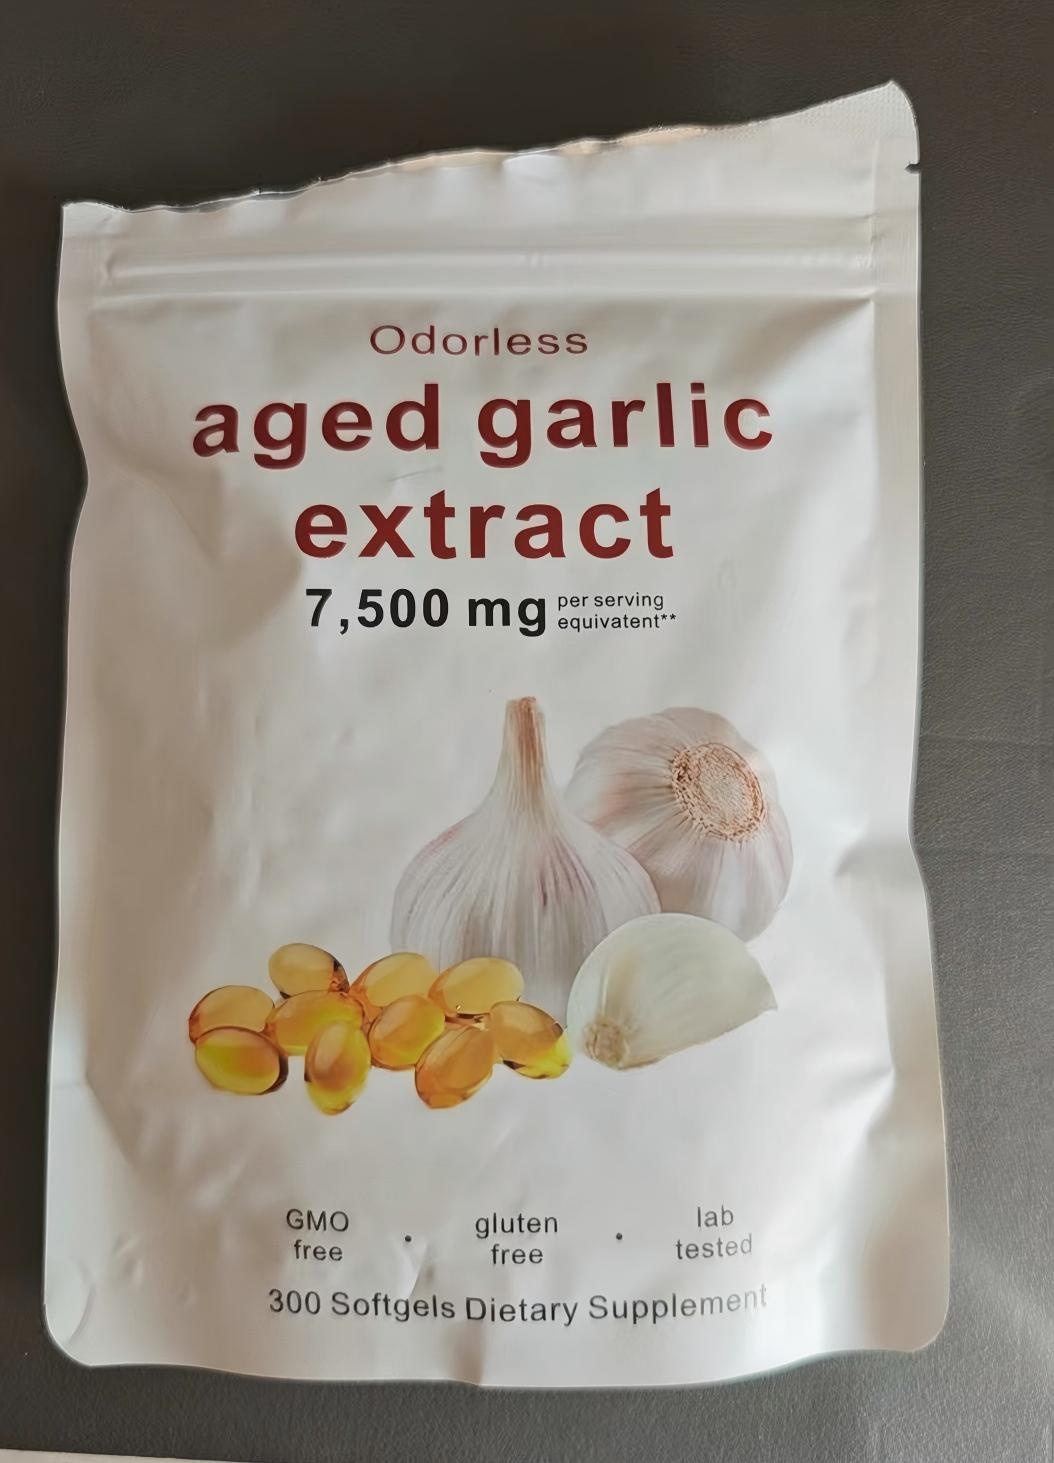 Odorless
aged garlic
extract
7,500 mg per serving
equivatent**
GMO
free
•
gluten
free
•
lab
tested
300 Softgels Dietary Supplement